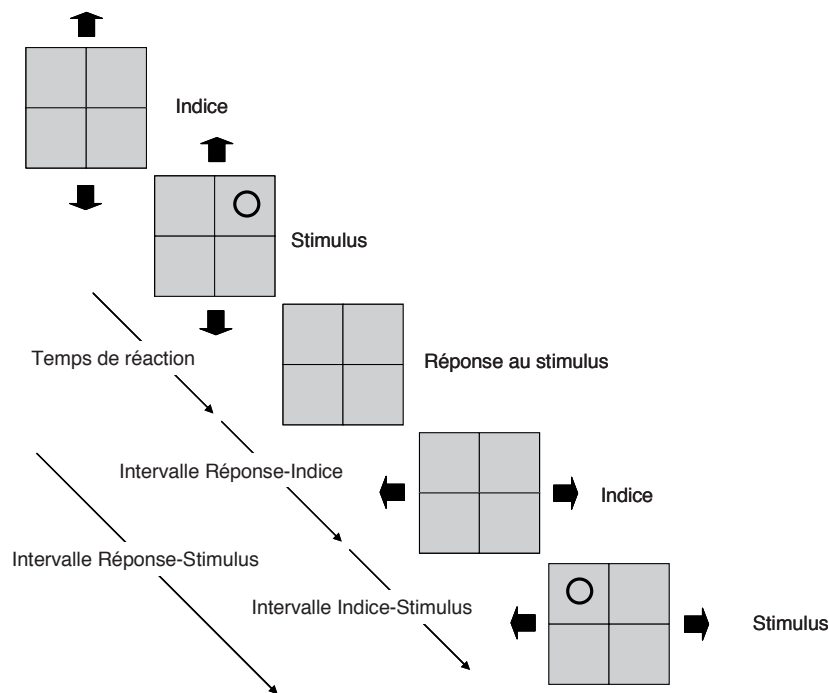 Indice
Stimulus
Temps de réaction
Réponse au stimulus
Intervalle Réponse-Indice
Indice
Intervalle Réponse-Stimulus
Intervalle Indice-Stimulus
Stimulus